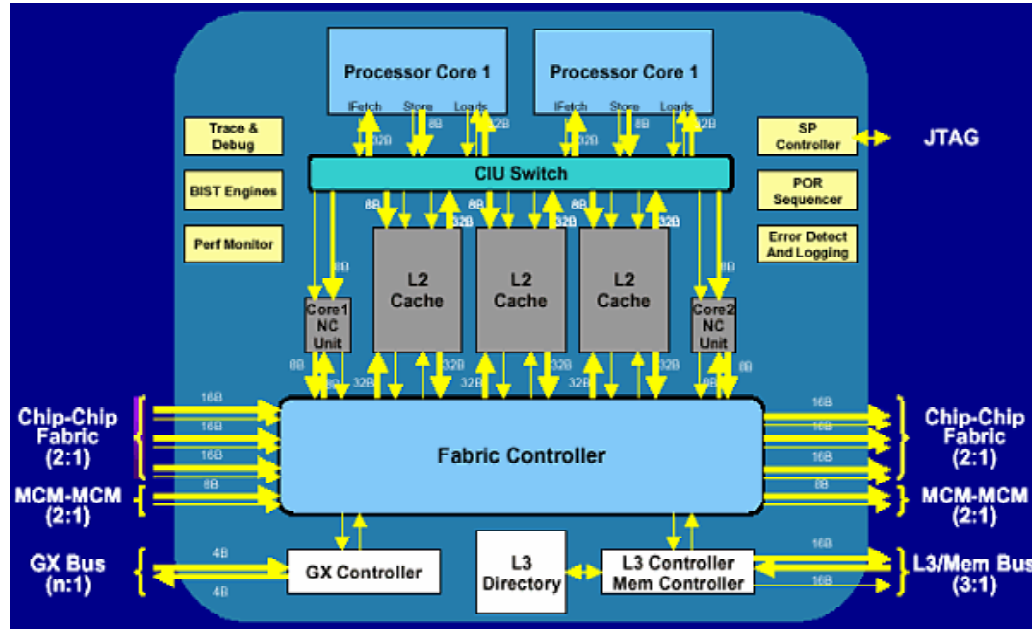 Processor Core 1
Processor Core 1
IFetch Store Loads
IFetch Store Loads
8B
32B
32B
8B
32B
32B
Trace &
Debug
SP
Controller
JTAG
CIU Switch
BIST Engines
POR
Sequencer
8B
8B
8B
32B
32B
32B
Perf Monitor
Error Detect
And Logging
8B
8B
L2
Cache
L2
Cache
L2
Cache
Core1
NC
Unit
Core2
NC
Unit
8B
8B
32B
32B
32B
32B
32B
32B
8B
8B
Chip-Chip
Fabric
(2:1)
16B
16B
16B
MCM-MCM
(2:1)
8B
Fabric Controller
16B
16B
16B
Chip-Chip
Fabric
(2:1)
8B
MCM-MCM
(2:1)
GX Bus
(n:1)
4B
4B
GX Controller
L3
Directory
L3 Controller
Mem Controller
16B
16B
L3/Mem Bus
(3:1)